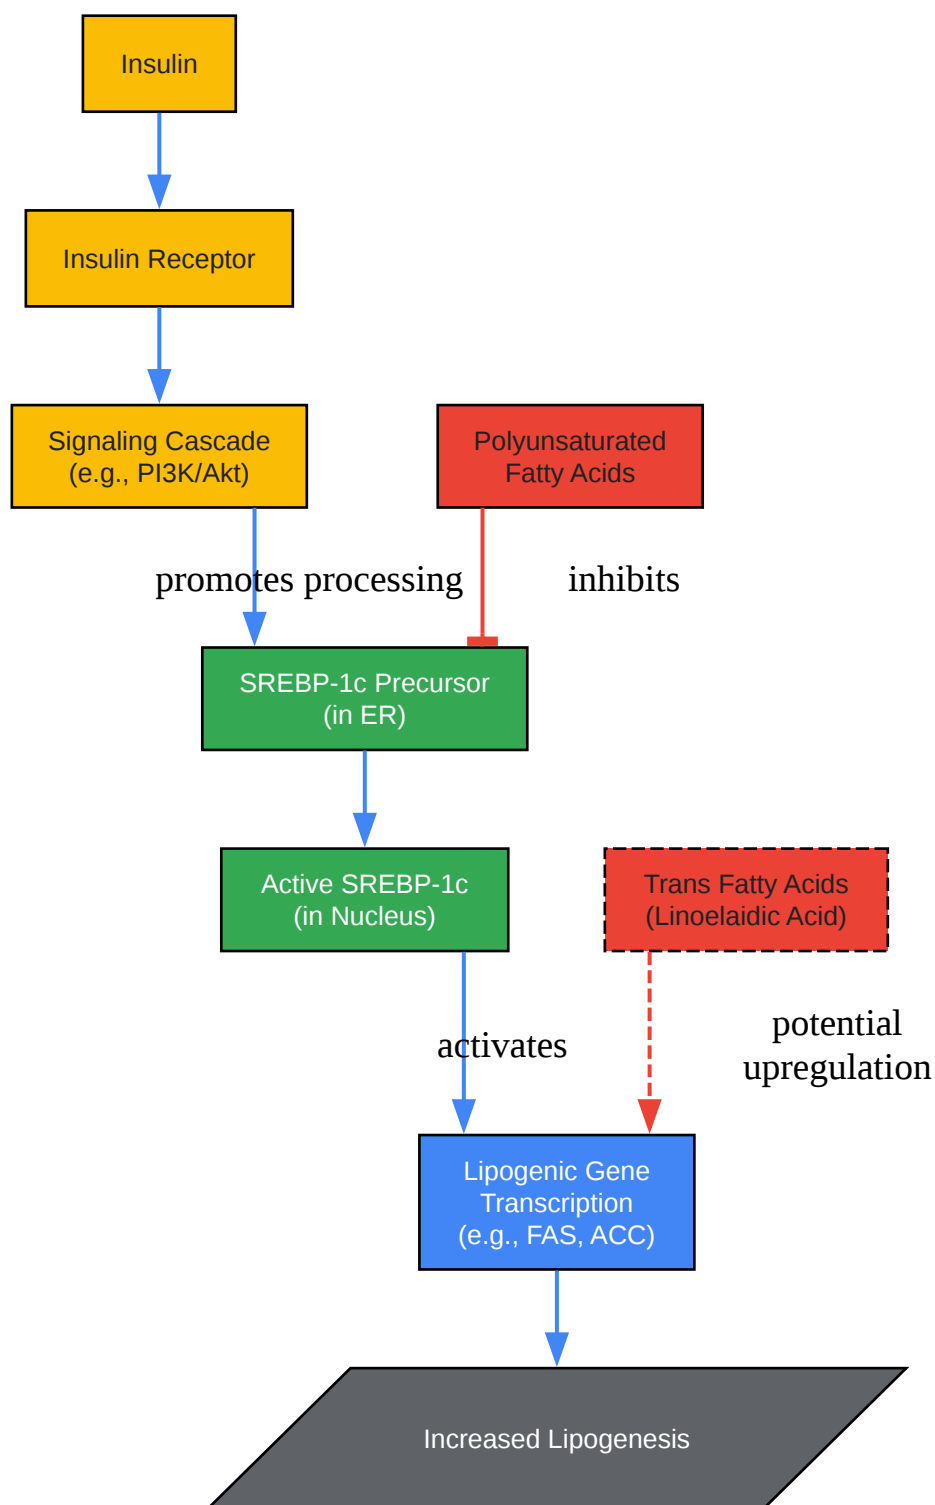 Insulin
Insulin Receptor
Signaling Cascade
(e.g., PI3K/Akt)
Polyunsaturated
Fatty Acids
promotes processing
inhibits
SREBP-1c Precursor
(in ER)
Active SREBP-1c
(in Nucleus)
Trans Fatty Acids
(Linoelaidic Acid)
activates
potential
upregulation
Lipogenic Gene
Transcription
(e.g., FAS, ACC)
Increased Lipogenesis